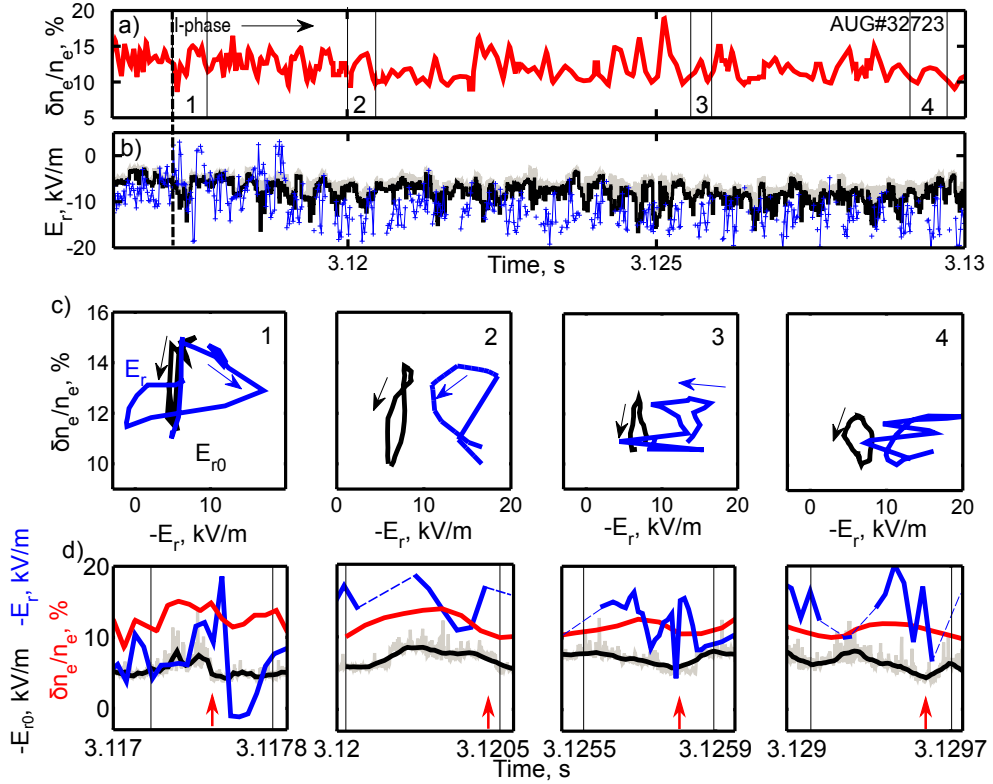 a)
δn_e/n_e, %
20
15
10
5
I-phase
AUG#32723
1
2
3
4
b)
E_r, kV/m
0
-10
-20
3.12
3.125
3.13
Time, s
c)
δn_e/n_e, %
16
14
12
10
1
2
3
4
E_r
E_r0
0
10
0
10
20
0
10
20
0
10
20
-E_r, kV/m
-E_r, kV/m
-E_r, kV/m
-E_r, kV/m
d)
-E_r0, kV/m
-E_r, kV/m
δn_e/n_e, %
20
10
0
3.117
3.1178
3.12
3.1205
3.1255
3.1259
3.129
3.1297
Time, s